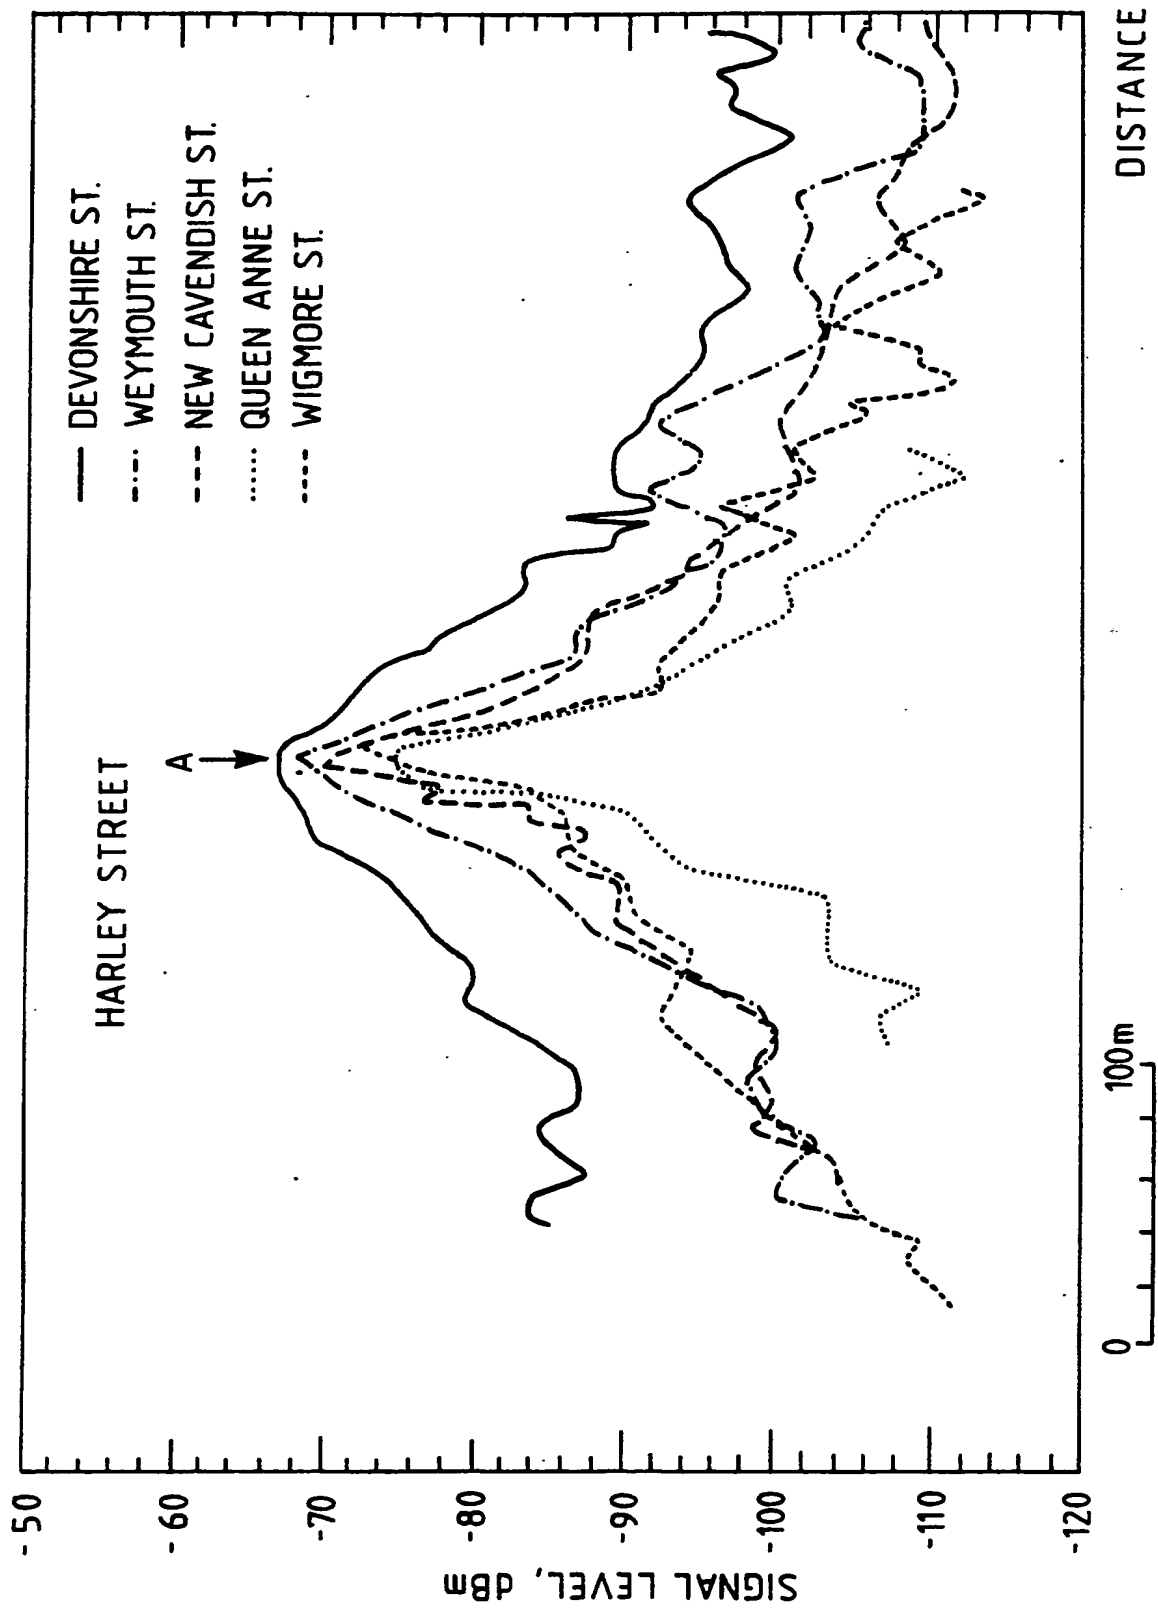 HARLEY STREET
A
DEVONSHIRE ST.
WEYMOUTH ST.
NEW CAVENDISH ST.
QUEEN ANNE ST.
WIGMORE ST.
SIGNAL LEVEL, dBm
-50
-60
-70
-80
-90
-100
-110
-120
0
100m
DISTANCE